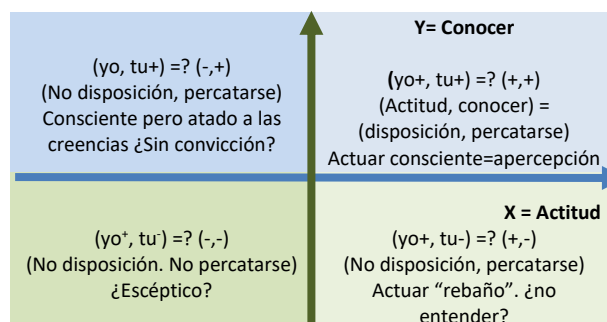 Y= Conocer
(yo, tu+) =? (-,+)
(No disposición, percatarse)
Consciente pero atado a las
creencias ¿Sin convicción?
(yo+, tu+) =? (+,+)
(Actitud, conocer) =
(disposición, percatarse)
Actuar consciente=apercepción
X = Actitud
(yo⁺, tu⁻) =? (-,-)
(No disposición. No percatarse)
¿Escéptico?
(yo+, tu-) =? (+,-)
(No disposición, percatarse)
Actuar “rebaño”. ¿no
entender?